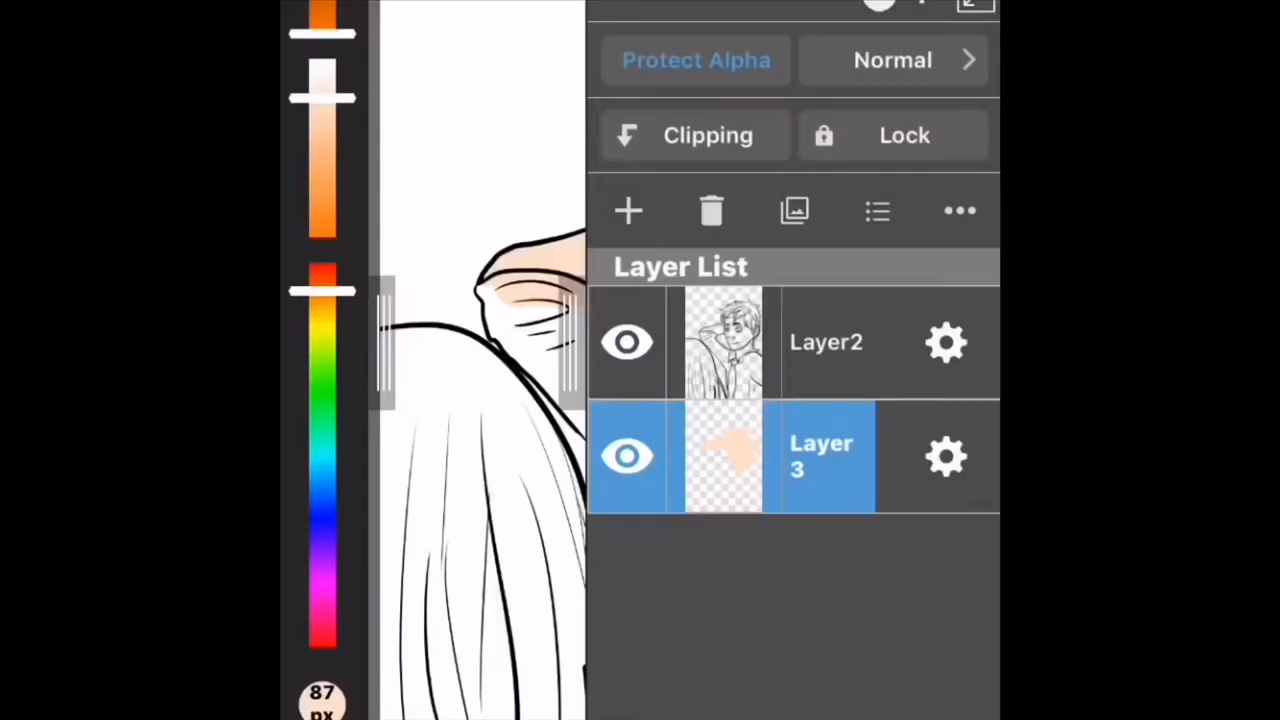 Protect Alpha
Normal
Clipping
Lock
Layer List
Layer2
Layer
3
87
px